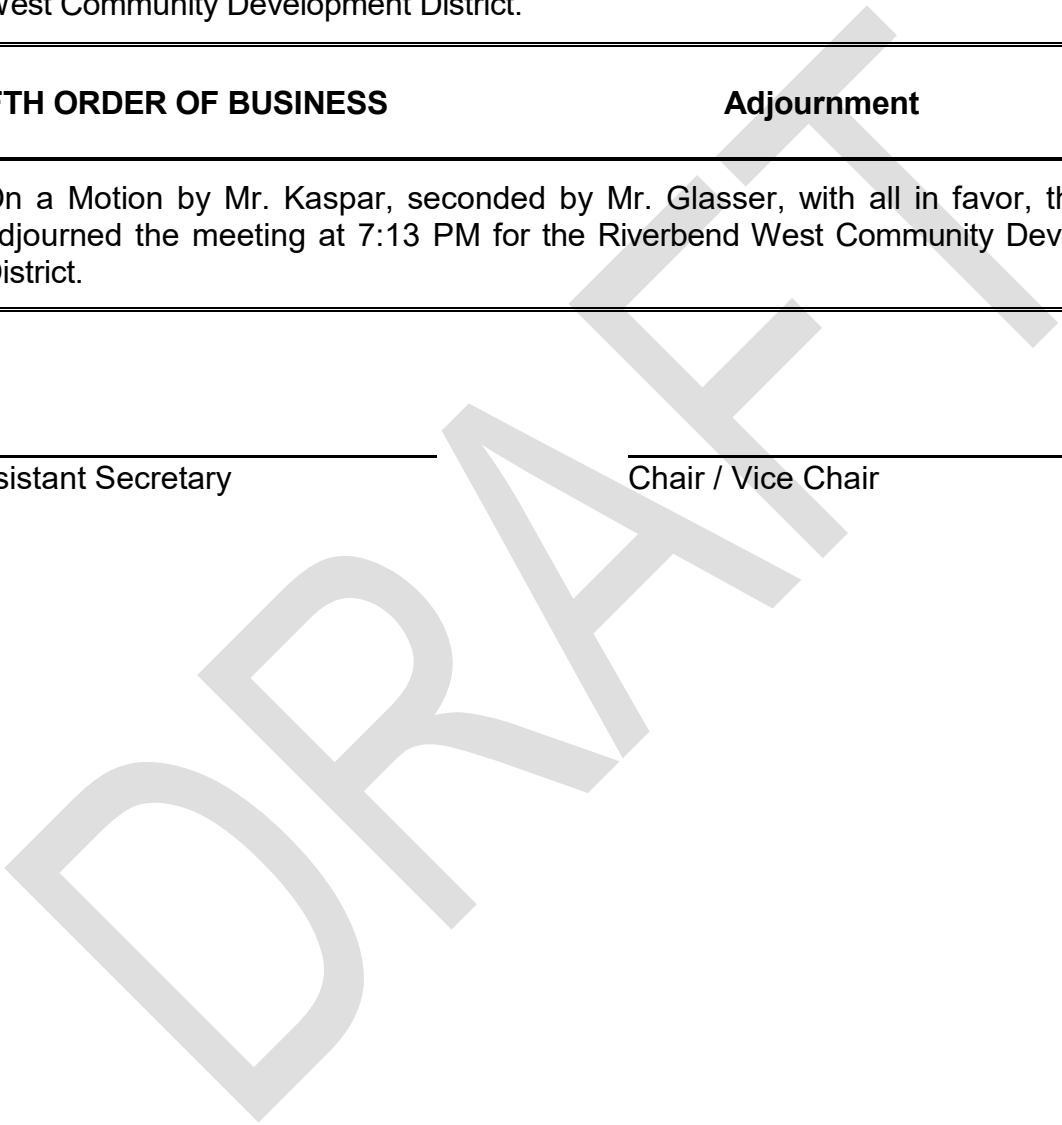 West Community Development District.
FTH ORDER OF BUSINESS Adjournment
On a Motion by Mr. Kaspar, seconded by Mr. Glasser, with all in favor, th
djourned the meeting at 7:13 PM for the Riverbend West Community Dev
istrict.
sistant Secretary Chair / Vice Chair
DRAFT